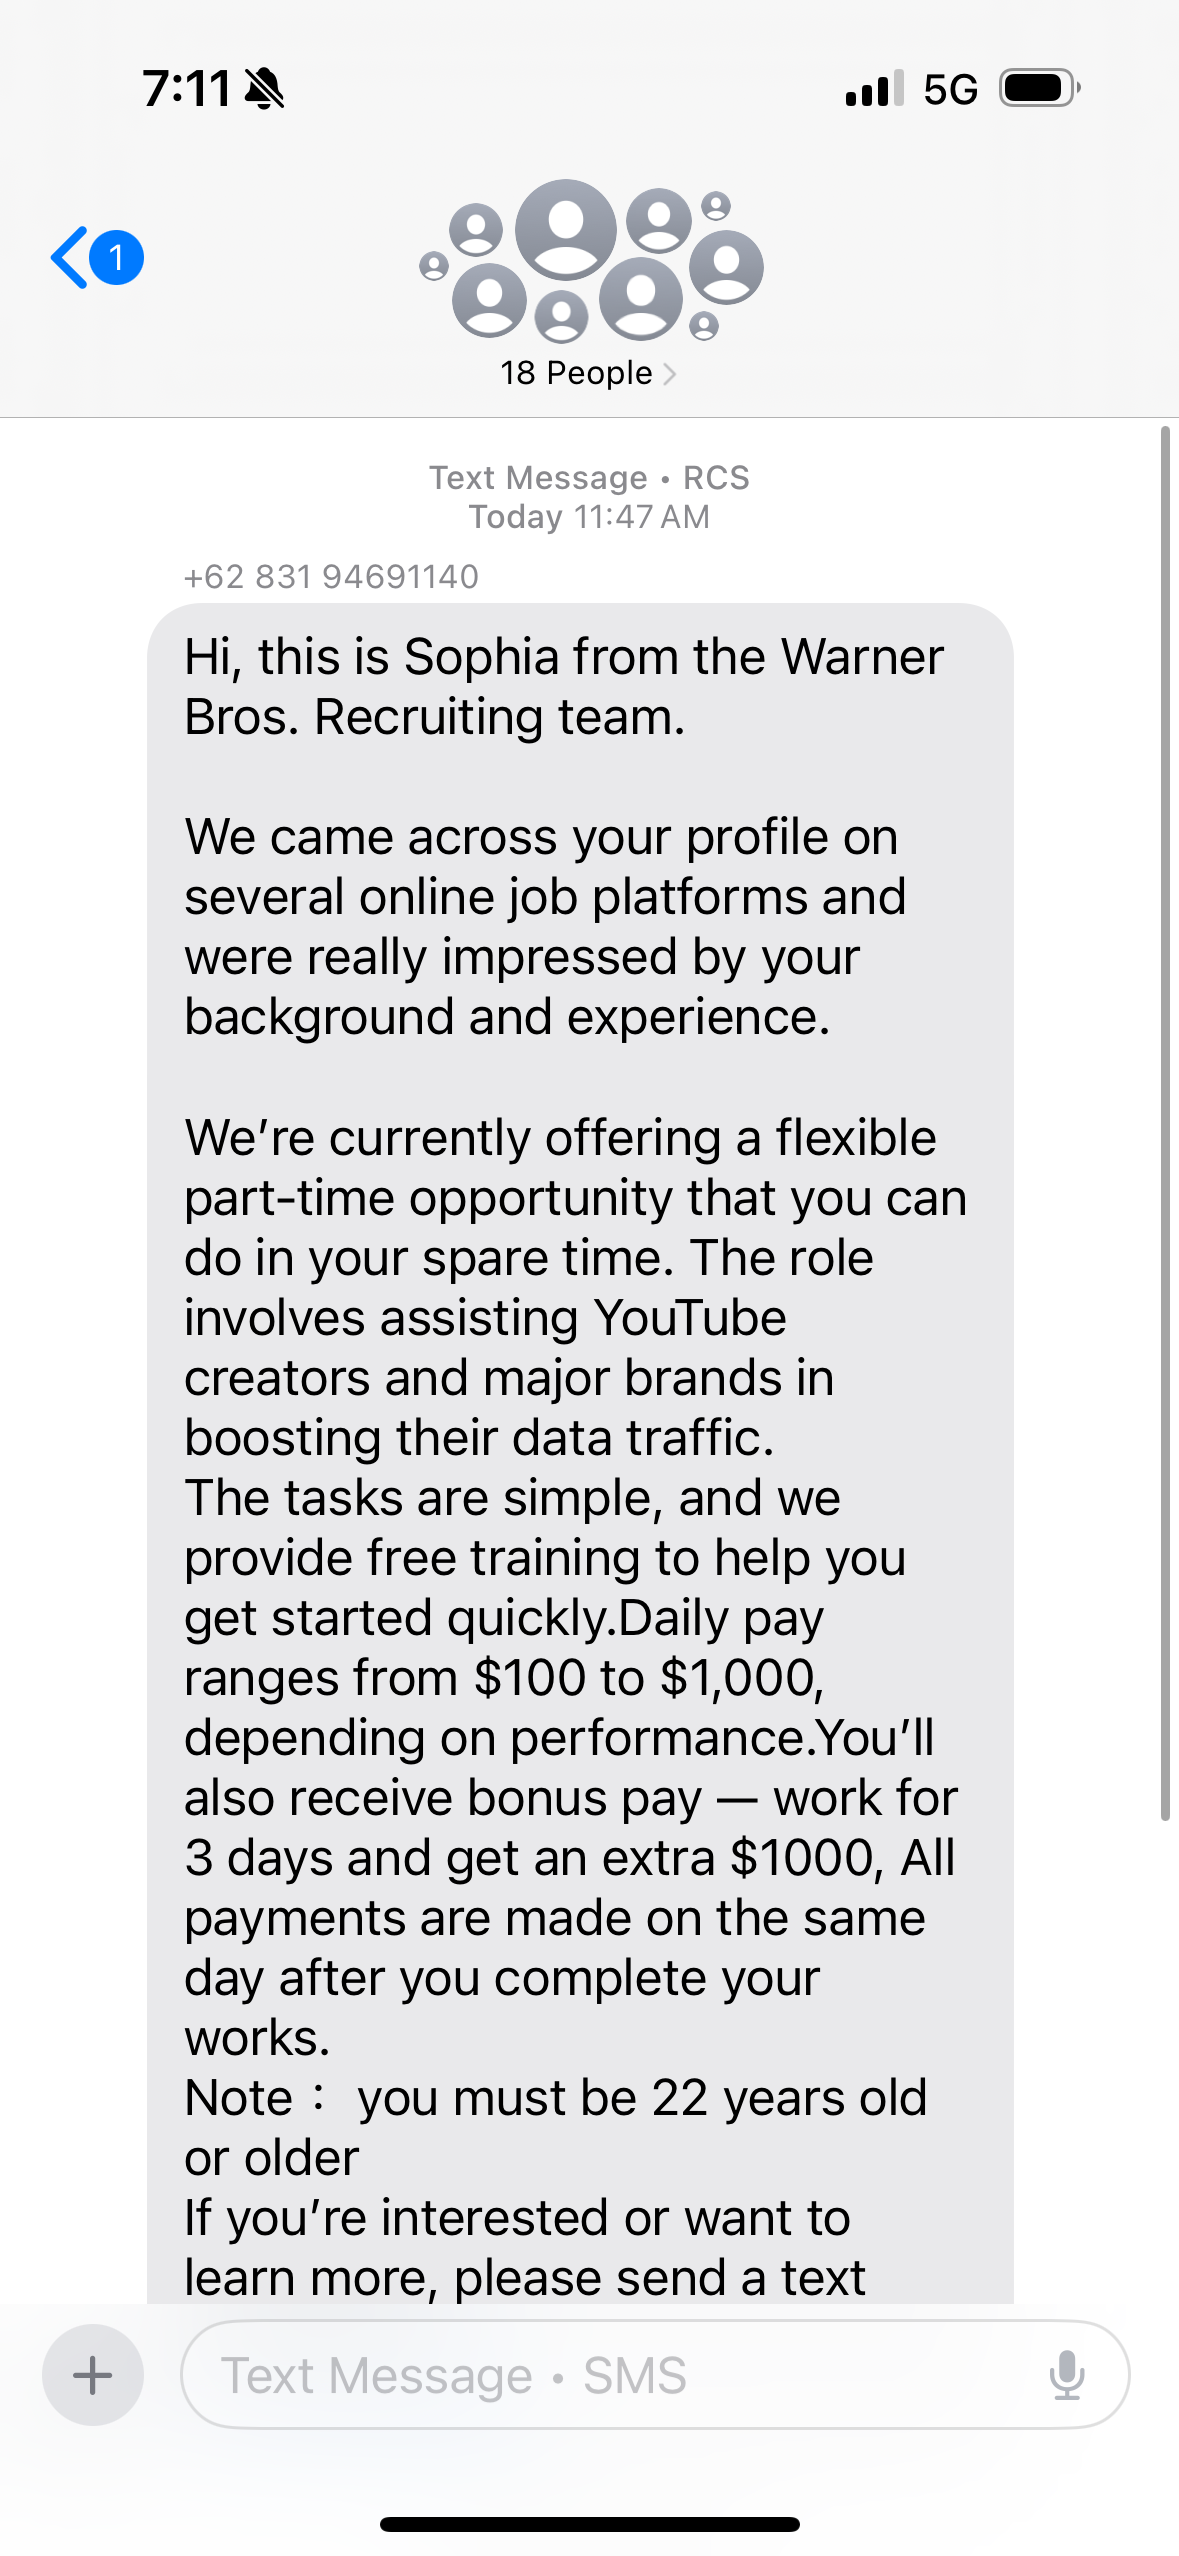 7:11
5G
1
18 People
Text Message • RCS
Today 11:47 AM
+62 831 94691140
Hi, this is Sophia from the Warner
Bros. Recruiting team.
We came across your profile on
several online job platforms and
were really impressed by your
background and experience.
We’re currently offering a flexible
part-time opportunity that you can
do in your spare time. The role
involves assisting YouTube
creators and major brands in
boosting their data traffic.
The tasks are simple, and we
provide free training to help you
get started quickly.Daily pay
ranges from $100 to $1,000,
depending on performance.You’ll
also receive bonus pay — work for
3 days and get an extra $1000, All
payments are made on the same
day after you complete your
works.
Note： you must be 22 years old
or older
If you’re interested or want to
learn more, please send a text
Text Message • SMS